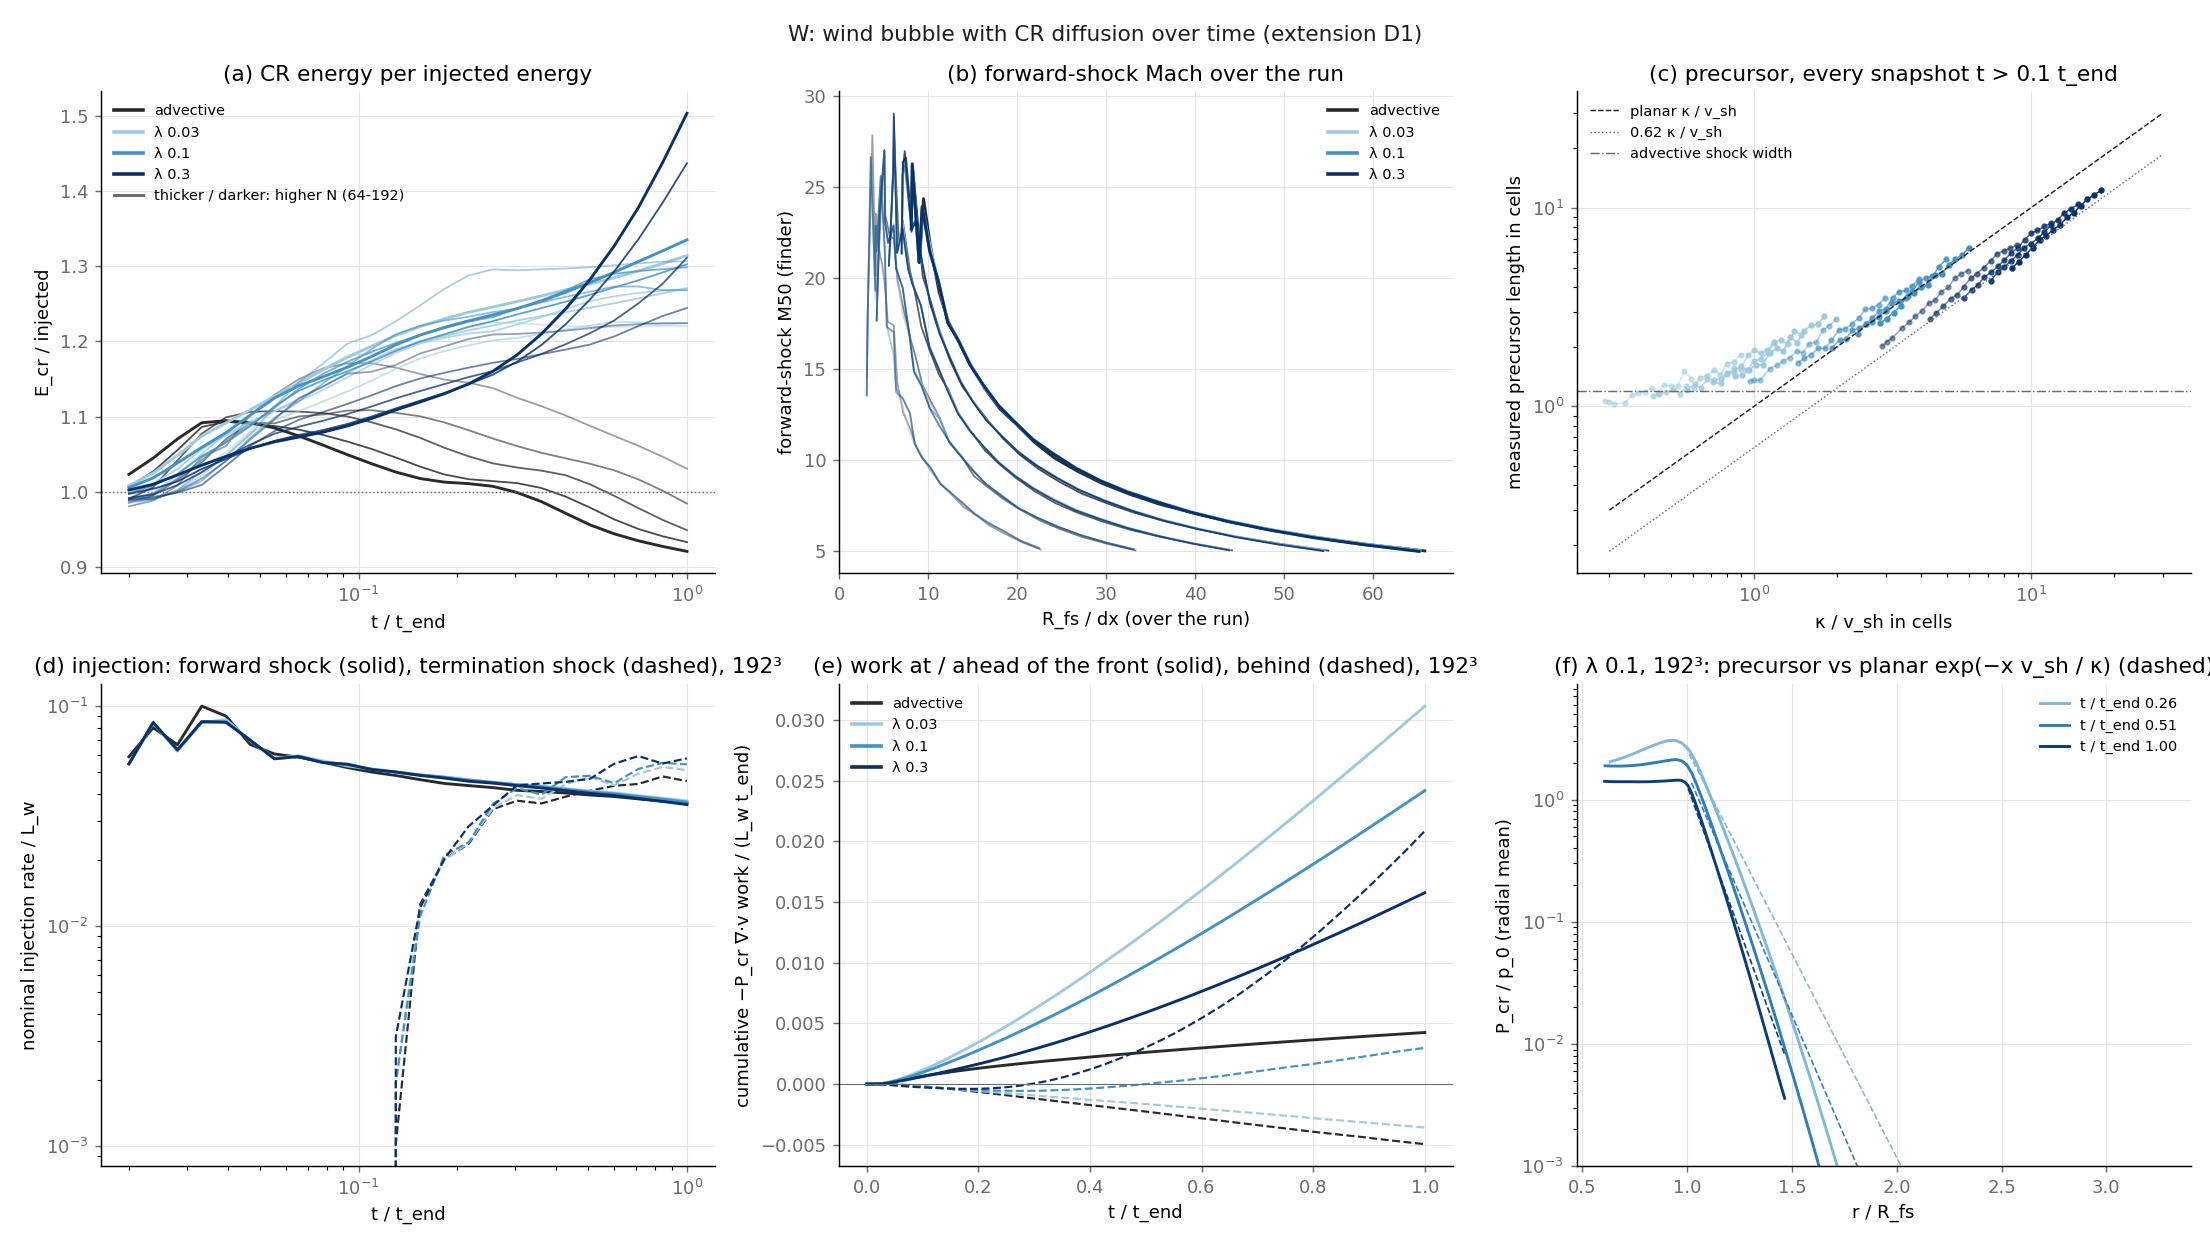 W: wind bubble with CR diffusion over time (extension D1)
(a) CR energy per injected energy
E_cr / injected
1.5
1.4
1.3
1.2
1.1
1.0
0.9
advective
λ 0.03
λ 0.1
λ 0.3
thicker / darker: higher N (64-192)
10⁻¹
10⁰
t / t_end
(b) forward-shock Mach over the run
forward-shock M50 (finder)
30
25
20
15
10
5
advective
λ 0.03
λ 0.1
λ 0.3
0
10
20
30
40
50
60
R_fs / dx (over the run)
(c) precursor, every snapshot t > 0.1 t_end
measured precursor length in cells
10¹
10⁰
planar κ / v_sh
0.62 κ / v_sh
advective shock width
10⁰
10¹
κ / v_sh in cells
(d) injection: forward shock (solid), termination shock (dashed), 192³
nominal injection rate / L_w
10⁻¹
10⁻²
10⁻³
10⁻¹
10⁰
t / t_end
(e) work at / ahead of the front (solid), behind (dashed), 192³
cumulative −P_cr ∇·v work / (L_w t_end)
0.030
0.025
0.020
0.015
0.010
0.005
0.000
−0.005
advective
λ 0.03
λ 0.1
λ 0.3
0.0
0.2
0.4
0.6
0.8
1.0
t / t_end
(f) λ 0.1, 192³: precursor vs planar exp(−x v_sh / κ) (dashed)
P_cr / p_0 (radial mean)
10⁰
10⁻¹
10⁻²
10⁻³
t / t_end 0.26
t / t_end 0.51
t / t_end 1.00
0.5
1.0
1.5
2.0
2.5
3.0
r / R_fs